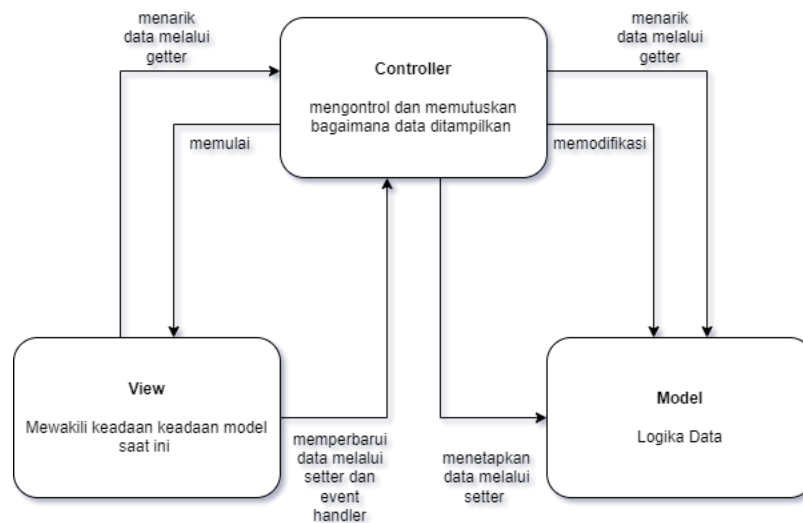 menarik
data melalui
getter
menarik
data melalui
getter
Controller
mengontrol dan memutuskan
bagaimana data ditampilkan
memulai
memodifikasi
View
Mewakili keadaan keadaan model
saat ini
Model
Logika Data
memperbarui
data melalui
setter dan
event
handler
menetapkan
data melalui
setter